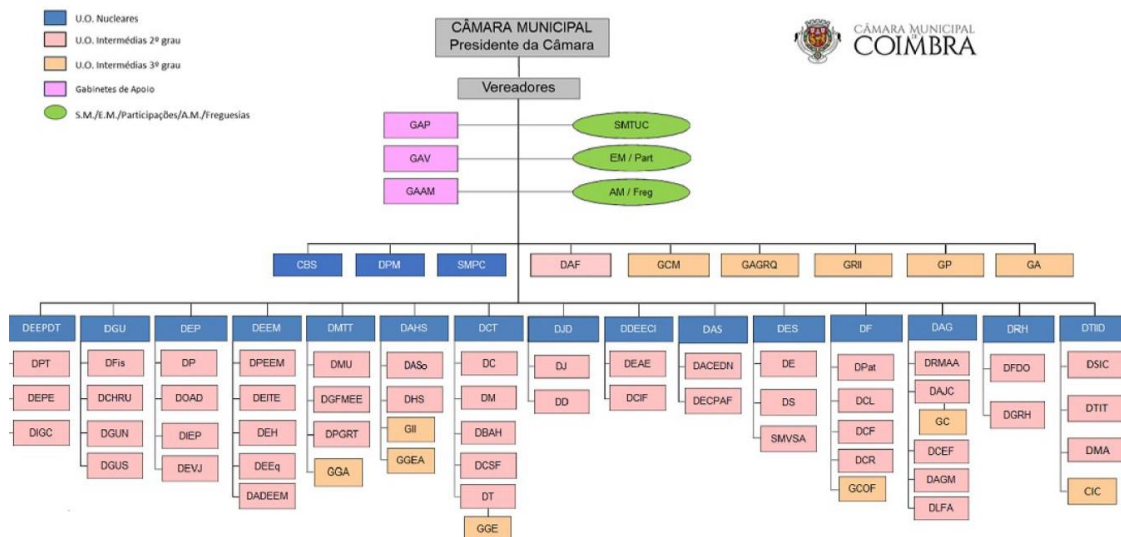 U.O. Nucleares
U.O. Intermédias 2º grau
U.O. Intermédias 3º grau
Gabinetes de Apoio
S.M./E.M./Participações/A.M./Freguesias
CÂMARA MUNICIPAL
Presidente da Câmara
Vereadores
CÂMARA MUNICIPAL
DE
COIMBRA
GAP
SMTUC
GAV
EM / Part
GAAM
AM / Freg
CBS
DPM
SMPC
DAF
GCM
GAGRQ
GRII
GP
GA
DEEPDT
DPT
DEPE
DIGC
DGU
DFis
DCHRU
DGUN
DGUS
DEP
DP
DOAD
DIEP
DEVJ
DEEM
DPEEM
DEITE
DEH
DEEq
DADEEM
DMTT
DMU
DGFMEE
DPGRT
GGA
DAHS
DASo
DHS
GII
GGEA
DCT
DC
DM
DBAH
DCSF
DT
GGE
DJD
DJ
DD
DDEECI
DEAE
DCIF
DAS
DACEDN
DECPAF
DES
DE
DS
SMVSA
DF
DPat
DCL
DCF
DCR
GCOF
DAG
DRMAA
DAJC
GC
DCEF
DAGM
DLFA
DRH
DFDO
DGRH
DTIID
DSIC
DTIT
DMA
CIC